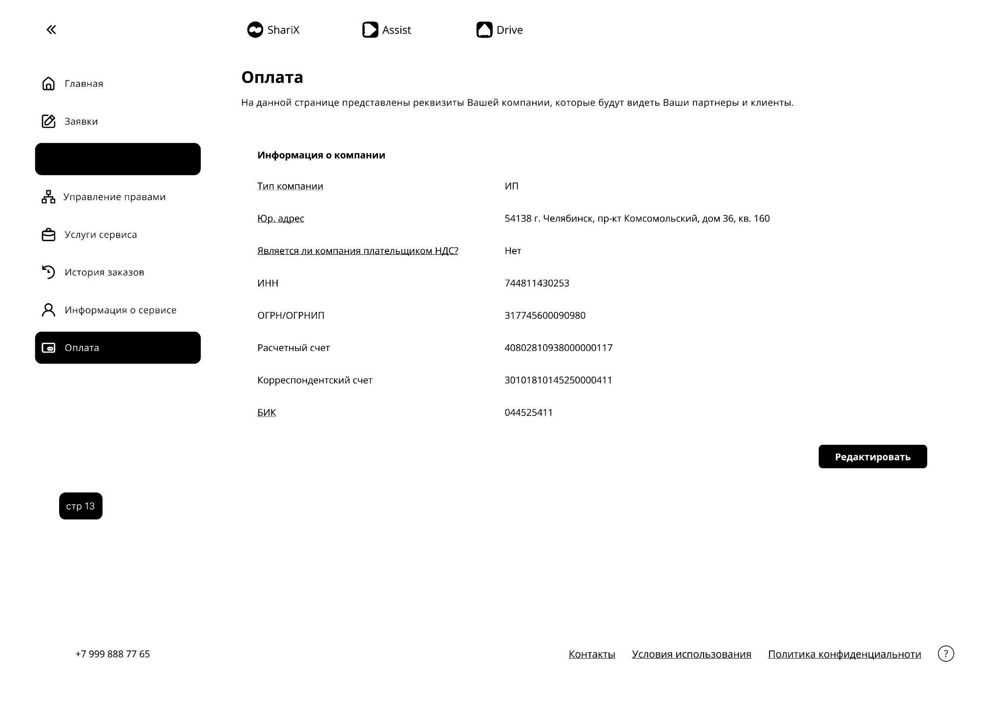 ShariX Assist Drive
Главная
Заявки
Управление правами
Услуги сервиса
История заказов
Информация о сервисе
Оплата
стр 13
Оплата
На данной странице представлены реквизиты Вашей компании, которые будут видеть Ваши партнеры и клиенты.
Информация о компании
Тип компании ИП
Юр. адрес 54138 г. Челябинск, пр-кт Комсомольский, дом 36, кв. 160
Является ли компания плательщиком НДС? Нет
ИНН 744811430253
ОГРН/ОГРНИП 317745600090980
Расчетный счет 40802810938000000117
Корреспондентский счет 30101810145250000411
БИК 044525411
Редактировать
+7 999 888 77 65 Контакты Условия использования Политика конфиденциальноти ?